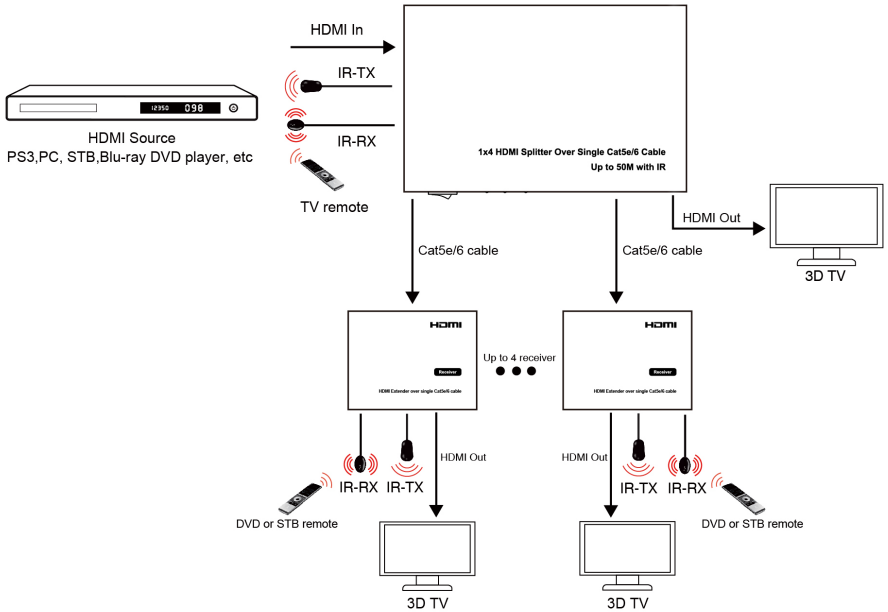 HDMI In
IR-TX
12350 098
HDMI Source
PS3,PC, STB,Blu-ray DVD player, etc
IR-RX
TV remote
1x4 HDMI Splitter Over Single Cat5e/6 Cable
Up to 50M with IR
HDMI Out
3D TV
Cat5e/6 cable
Cat5e/6 cable
HDMI
Receiver
HDMI Extender over single Cat5e/6 cable
Up to 4 receiver
HDMI
Receiver
HDMI Extender over single Cat5e/6 cable
HDMI Out
IR-RX IR-TX
DVD or STB remote
3D TV
HDMI Out
IR-TX IR-RX
DVD or STB remote
3D TV